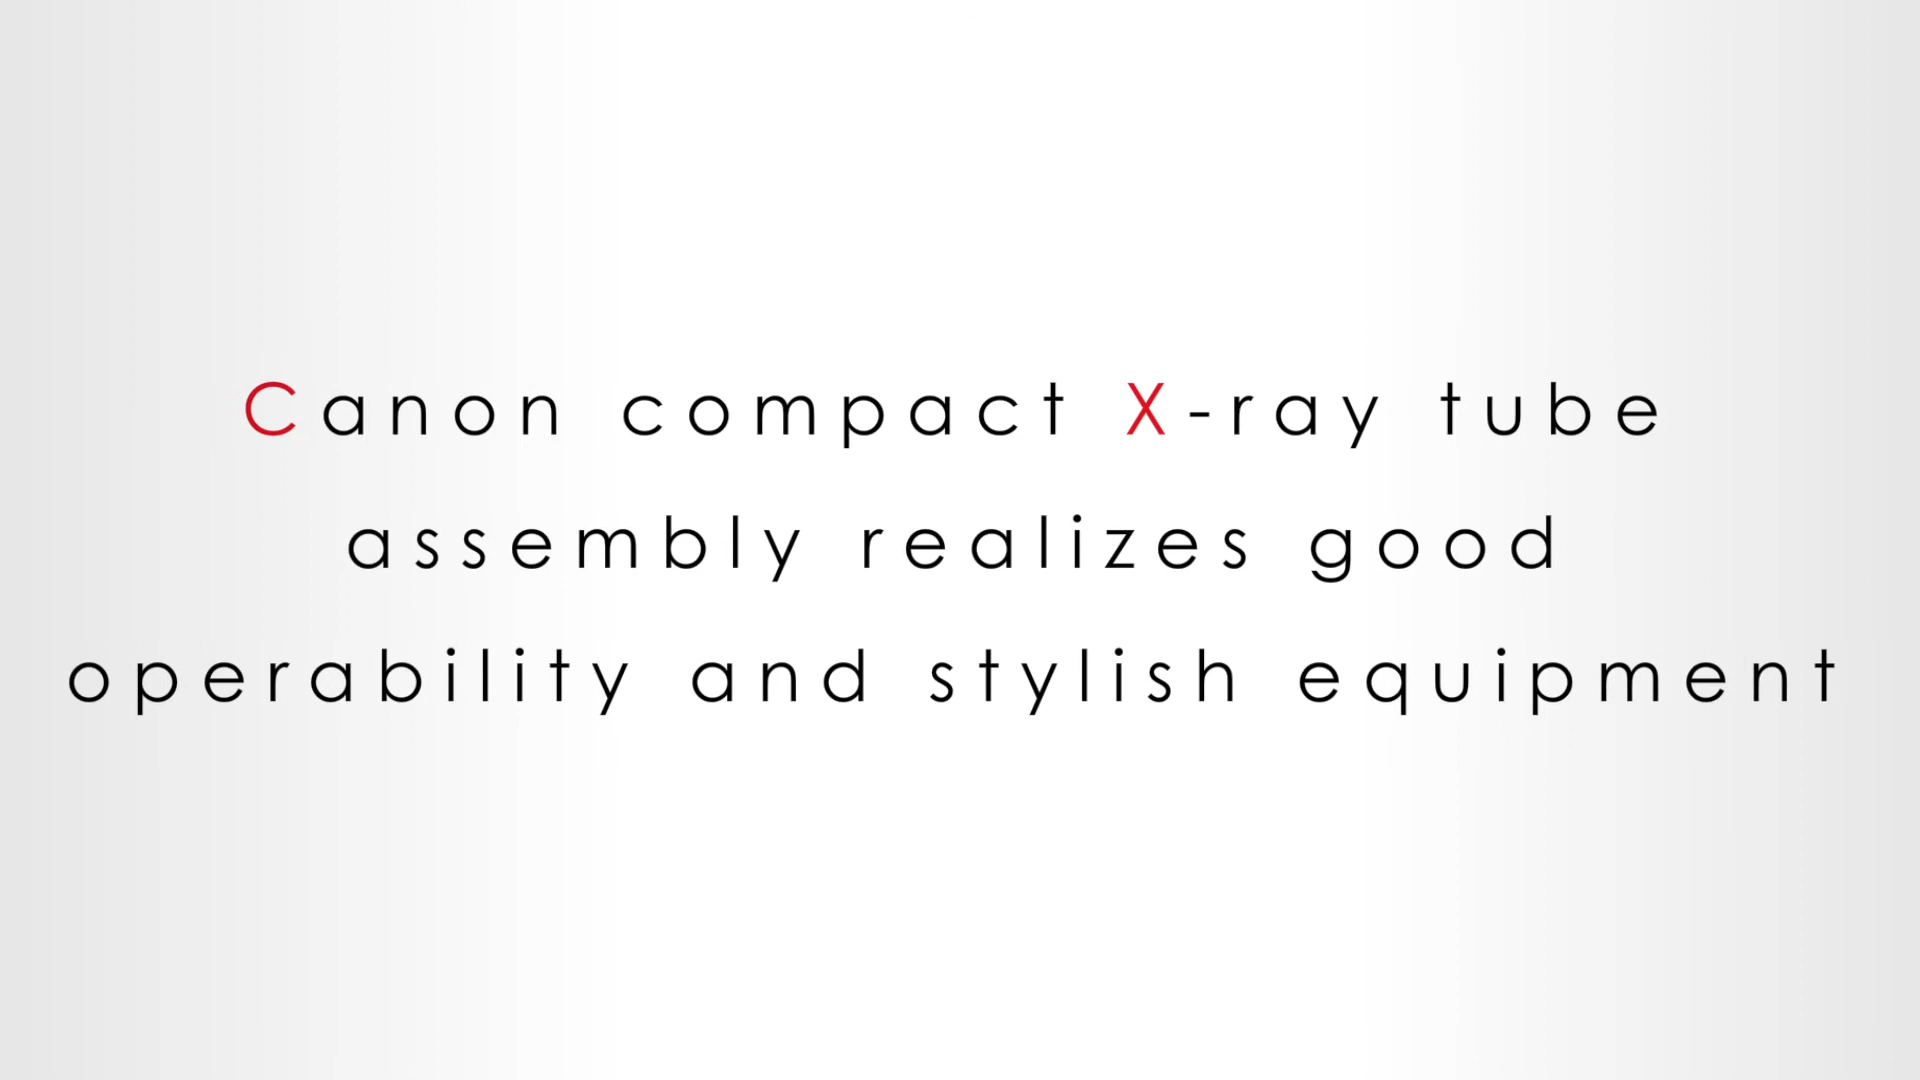 Canon compact X-ray tube
assembly realizes good
operability and stylish equipment